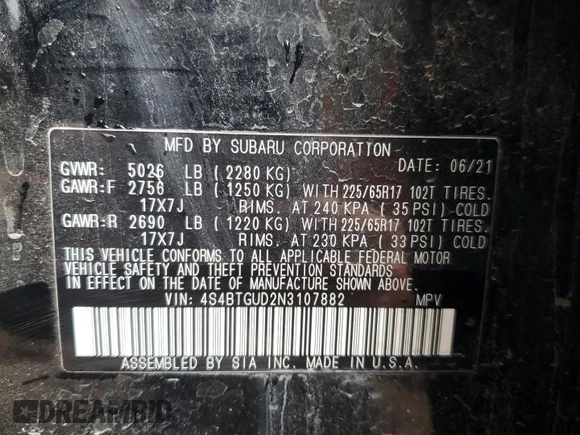 MFD BY SUBARU CORPORATION
GVWR: 5026 LB ( 2280 KG) DATE: 06/21
GAWR:F 2756 LB ( 1250 KG) WITH 225/65R17 102T TIRES.
17X7J RIMS. AT 240 KPA ( 35 PSI) COLD
GAWR:R 2690 LB ( 1220 KG) WITH 225/65R17 102T TIRES.
17X7J RIMS. AT 230 KPA ( 33 PSI) COLD
THIS VEHICLE CONFORMS TO ALL APPLICABLE FEDERAL MOTOR
VEHICLE SAFETY AND THEFT PREVENTION STANDARDS
IN EFFECT ON THE DATE OF MANUFACTURE SHOWN ABOVE.
VIN: 4S4BTGUD2N3107882 MPV
ASSEMBLED BY SIA INC. MADE IN U.S.A.
DREAMBID